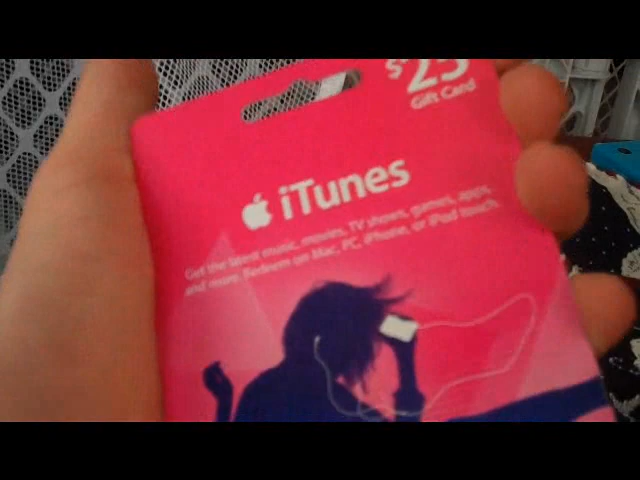 $25
Gift Card
iTunes
Get the latest music, movies, TV shows, games, apps,
and more. Redeem on Mac, PC, iPhone, or iPod touch.